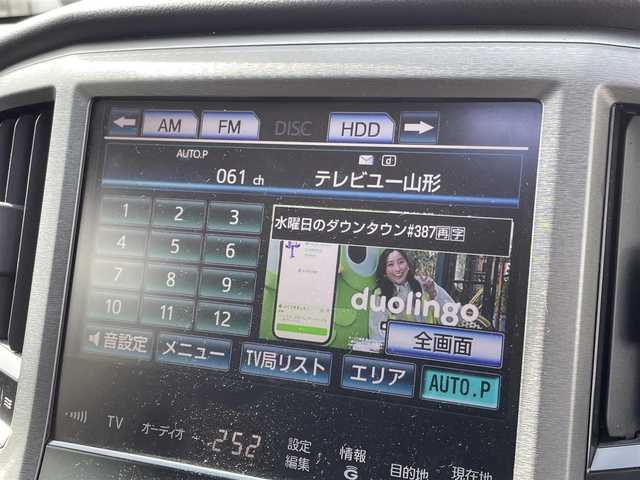 AM FM DISC HDD
AUTO.P
061 ch テレビユー山形
1 2 3
水曜日のダウンタウン#387再字
4 5 6
7 8 9
10 11 12
duolingo
全画面
音設定 メニュー TV局リスト エリア AUTO.P
TV オーディオ 2:52 設定編集 情報G 目的地 現在地